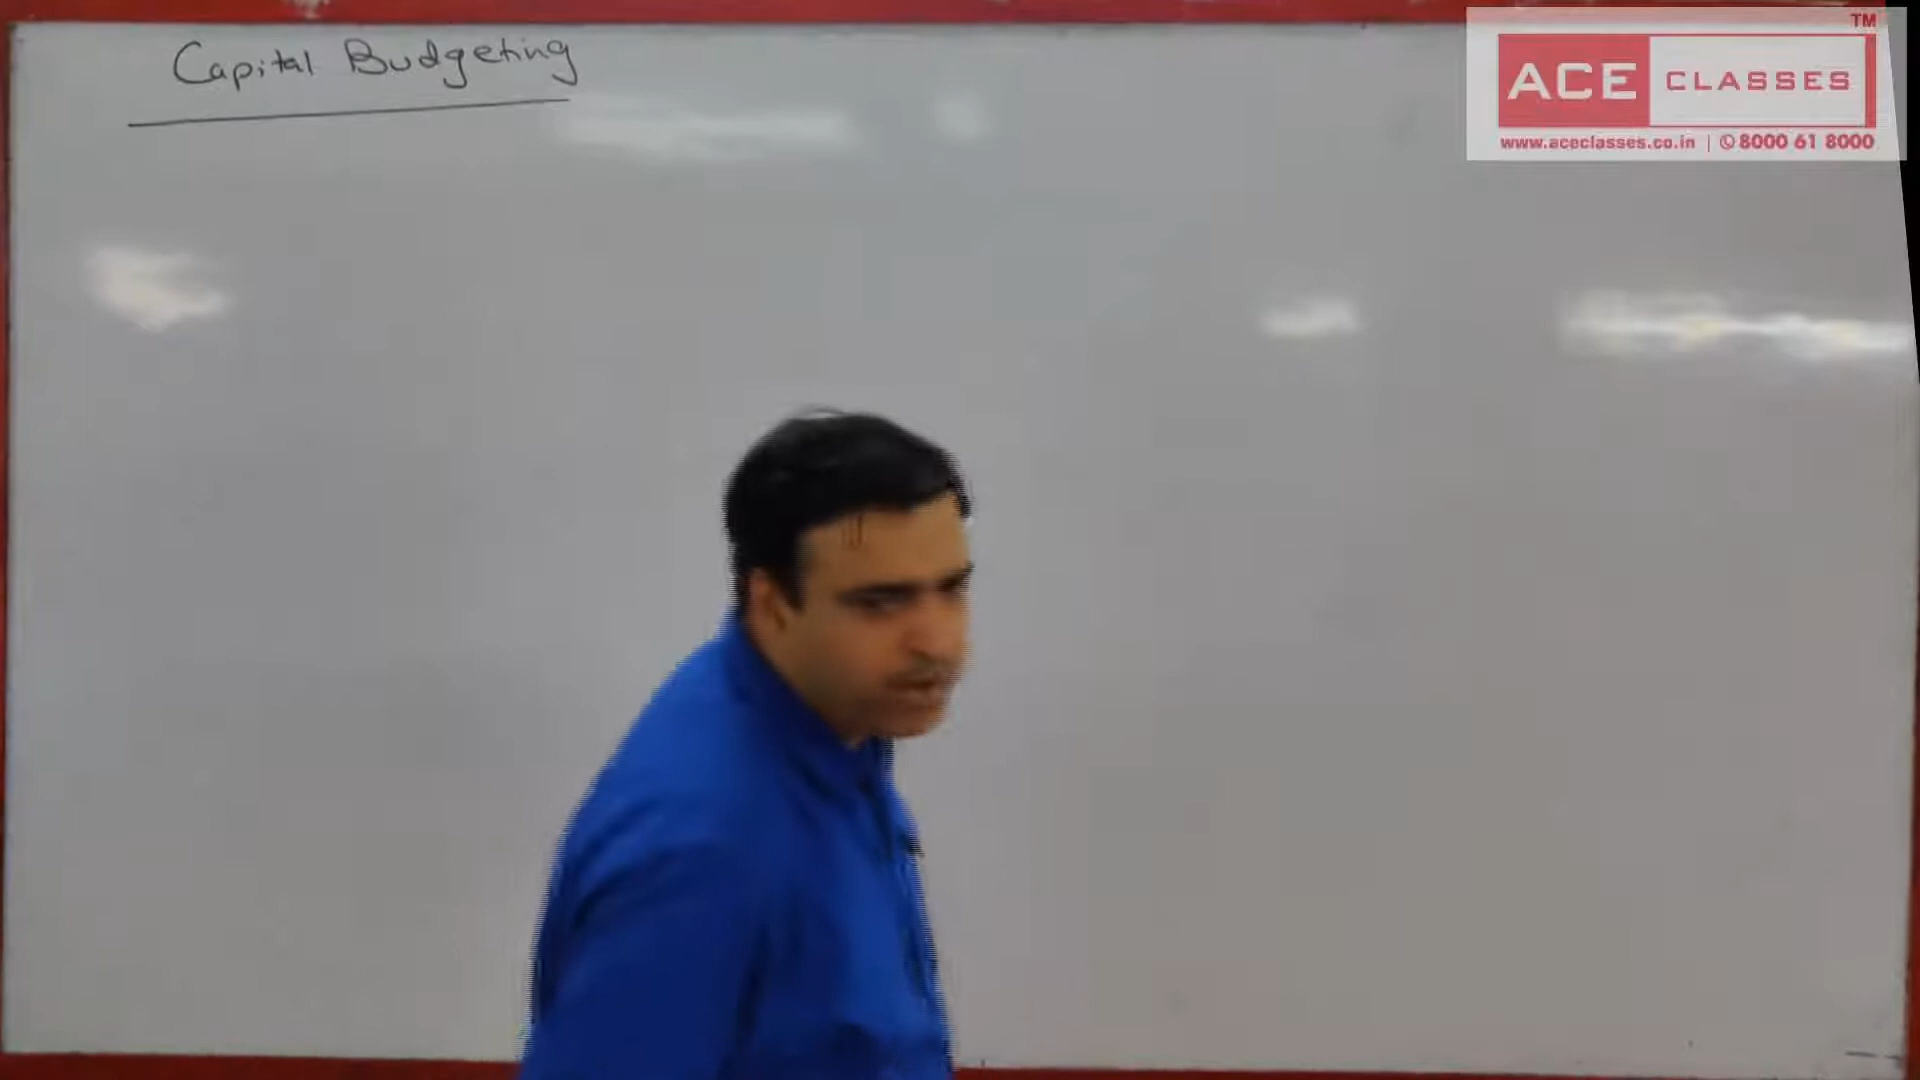 Capital Budgeting
TM
ACE CLASSES
www.aceclasses.co.in | 8000 61 8000